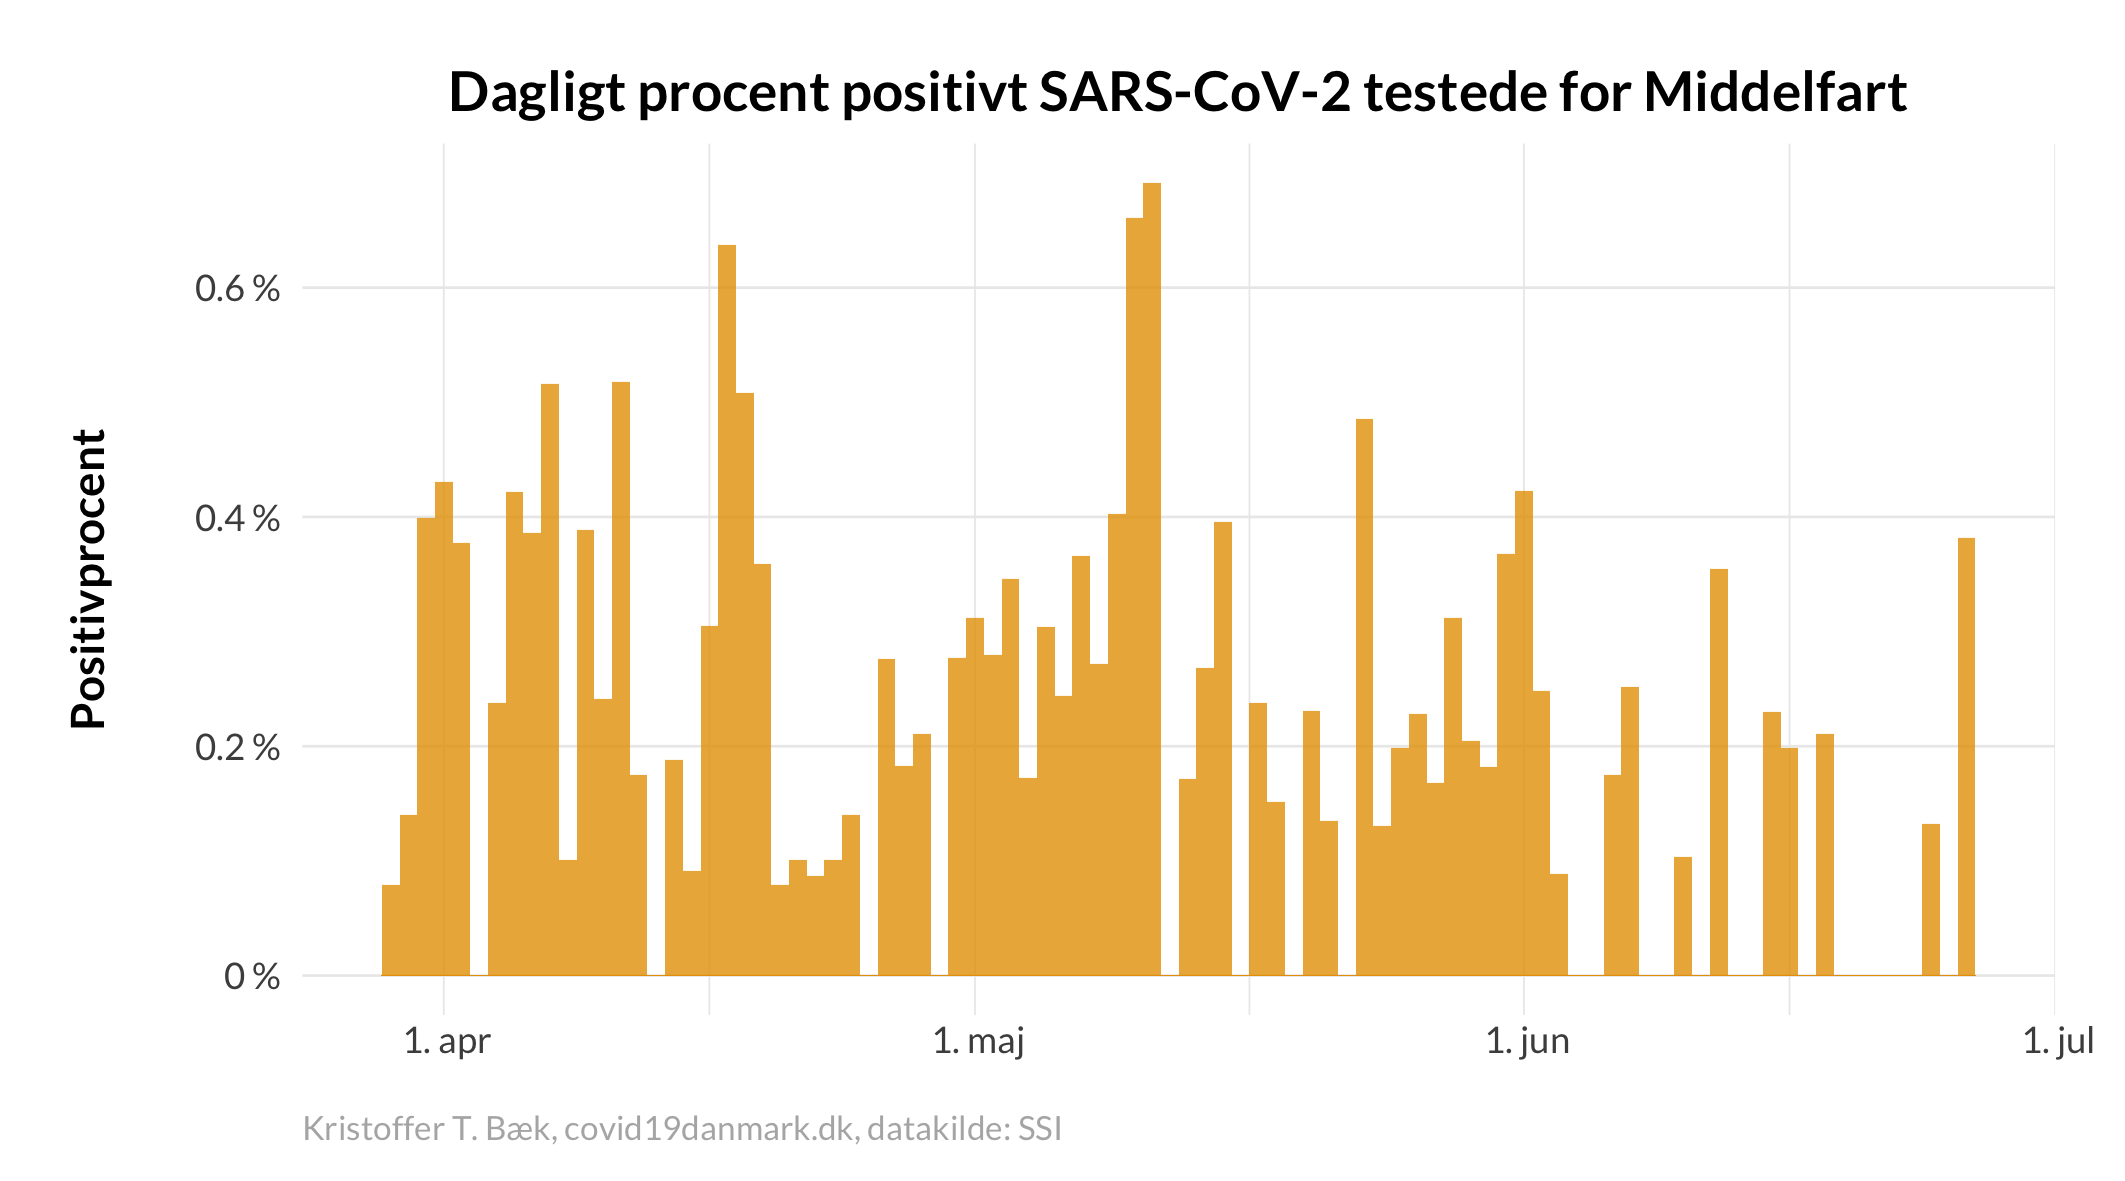 Dagligt procent positivt SARS-CoV-2 testede for Middelfart
Positivprocent
0.6 %
0.4 %
0.2 %
0 %
1. apr
1. maj
1. jun
1. jul
Kristoffer T. Bæk, covid19danmark.dk, datakilde: SSI